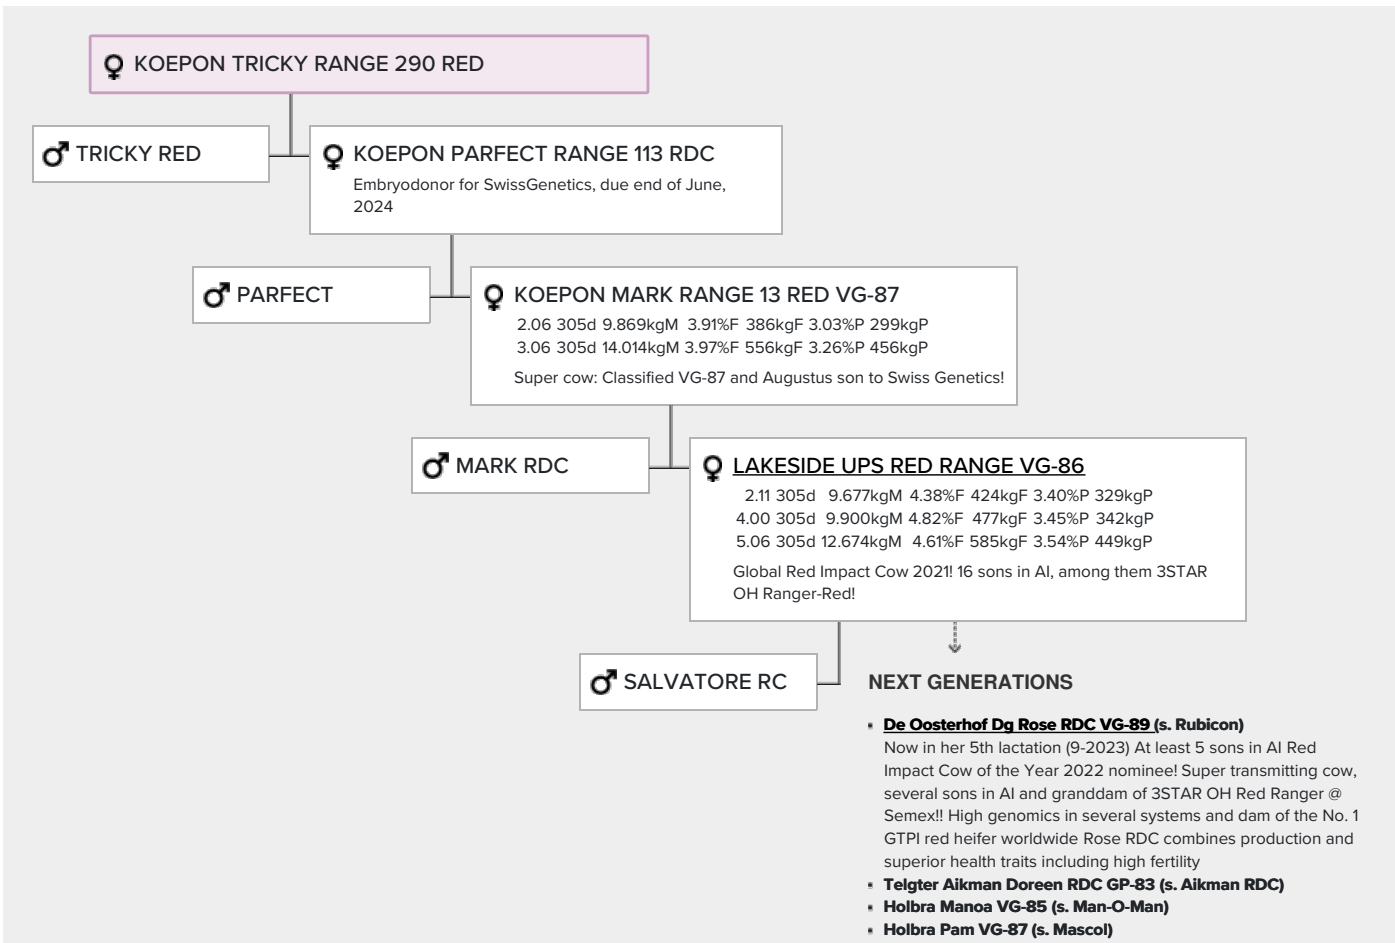 KOEPON TRICKY RANGE 290 RED
TRICKY RED
KOEPON PARFECT RANGE 113 RDC
Embryodonor for SwissGenetics, due end of June,
2024
PARFECT
KOEPON MARK RANGE 13 RED VG-87
2.06 305d 9.869kgM 3.91%F 386kgF 3.03%P 299kgP
3.06 305d 14.014kgM 3.97%F 556kgF 3.26%P 456kgP
Super cow: Classified VG-87 and Augustus son to Swiss Genetics!
MARK RDC
LAKESIDE UPS RED RANGE VG-86
2.11 305d 9.677kgM 4.38%F 424kgF 3.40%P 329kgP
4.00 305d 9.900kgM 4.82%F 477kgF 3.45%P 342kgP
5.06 305d 12.674kgM 4.61%F 585kgF 3.54%P 449kgP
Global Red Impact Cow 2021! 16 sons in AI, among them 3STAR
OH Ranger-Red!
SALVATORE RC
NEXT GENERATIONS
De Oosterhof Dg Rose RDC VG-89 (s. Rubicon)
Now in her 5th lactation (9-2023) At least 5 sons in AI Red
Impact Cow of the Year 2022 nominee! Super transmitting cow,
several sons in AI and granddam of 3STAR OH Red Ranger @
Semex!! High genomics in several systems and dam of the No. 1
GTPI red heifer worldwide Rose RDC combines production and
superior health traits including high fertility
Telgter Aikman Doreen RDC GP-83 (s. Aikman RDC)
Holbra Manoa VG-85 (s. Man-O-Man)
Holbra Pam VG-87 (s. Mascol)